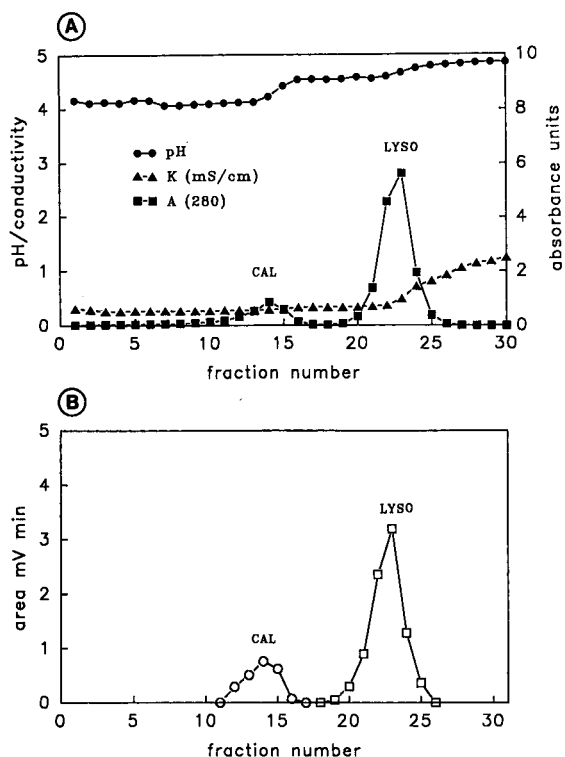 A
5
4
3
2
1
0
pH/conductivity
10
8
6
4
2
0
absorbance units
pH
K (mS/cm)
A (280)
CAL
LYSO
0 5 10 15 20 25 30
fraction number
B
5
4
3
2
1
0
area mV min
CAL
LYSO
0 5 10 15 20 25 30
fraction number